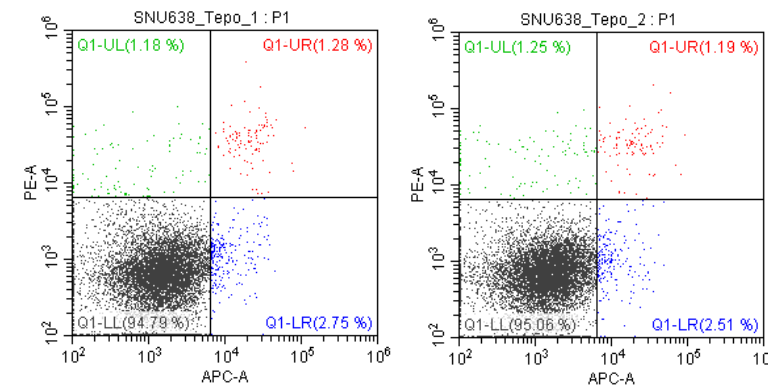 SNU638_Tepo_1 : P1
Q1-UL(1.18 %)
Q1-UR(1.28 %)
Q1-LL(94.79 %)
Q1-LR(2.75 %)
PE-A
10^6
10^5
10^4
10^3
10^2
10^2 10^3 10^4 10^5 10^6
APC-A
SNU638_Tepo_2 : P1
Q1-UL(1.25 %)
Q1-UR(1.19 %)
Q1-LL(95.06 %)
Q1-LR(2.51 %)
PE-A
10^6
10^5
10^4
10^3
10^2
10^2 10^3 10^4 10^5 10^6
APC-A